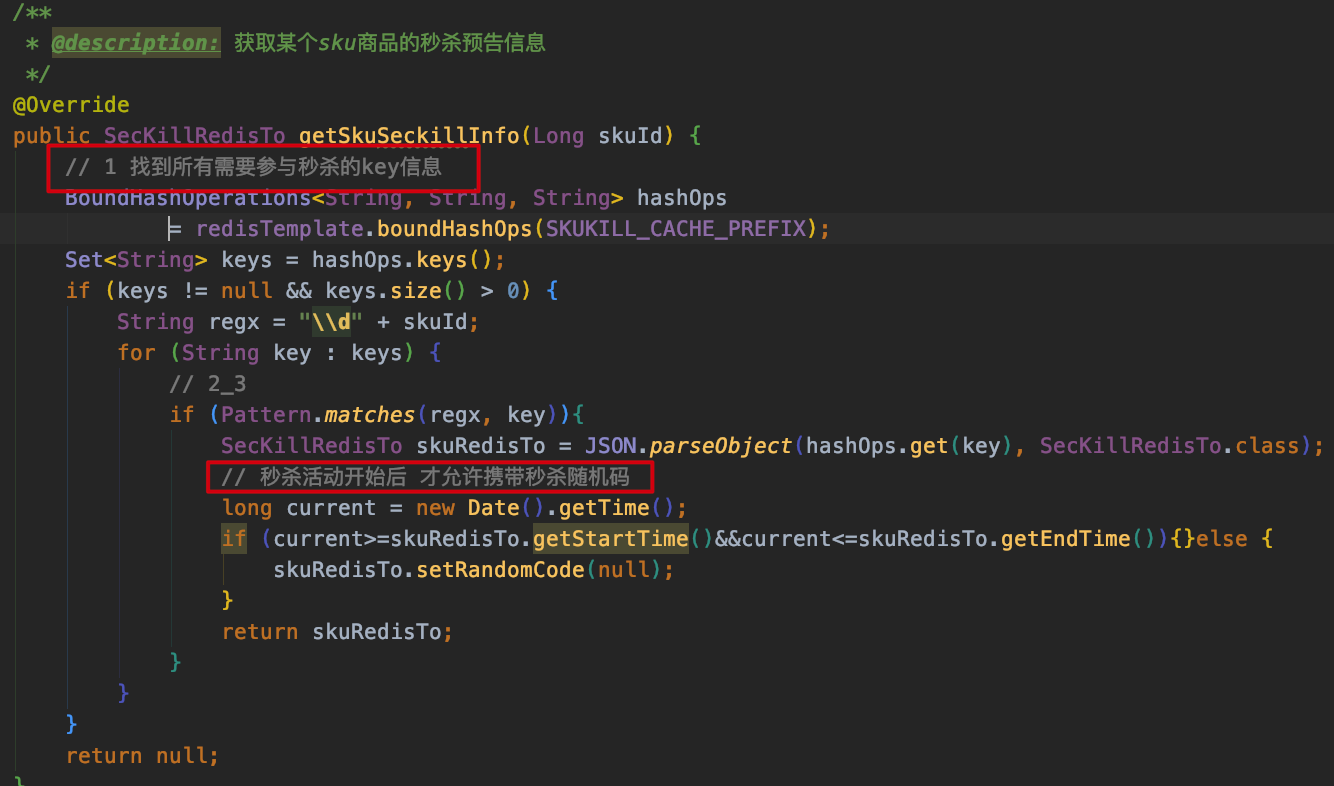 /**
 * @description: 获取某个sku商品的秒杀预告信息
 */
@Override
public SecKillRedisTo getSkuSeckillInfo(Long skuId) {
// 1 找到所有需要参与秒杀的key信息
BoundHashOperations<String, String, String> hashOps
= redisTemplate.boundHashOps(SKUKILL_CACHE_PREFIX);
Set<String> keys = hashOps.keys();
if (keys != null && keys.size() > 0) {
String regx = "\\d" + skuId;
for (String key : keys) {
// 2_3
if (Pattern.matches(regx, key)){
SecKillRedisTo skuRedisTo = JSON.parseObject(hashOps.get(key), SecKillRedisTo.class);
// 秒杀活动开始后 才允许携带秒杀随机码
long current = new Date().getTime();
if (current>=skuRedisTo.getStartTime()&&current<=skuRedisTo.getEndTime()){}else {
skuRedisTo.setRandomCode(null);
}
return skuRedisTo;
}
}
}
return null;
}